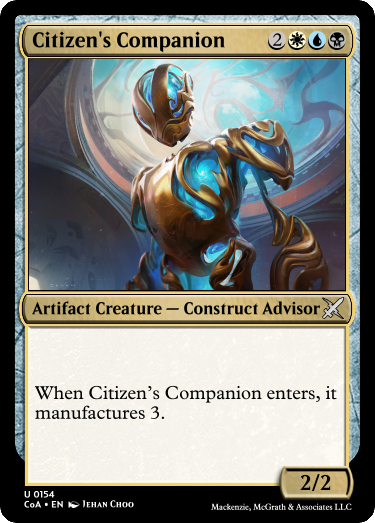 Citizen's Companion 2
Artifact Creature — Construct Advisor
When Citizen's Companion enters, it
manufactures 3.
2/2
U 0154
CoA • EN Jehan Choo
Mackenzie, McGrath & Associates LLC